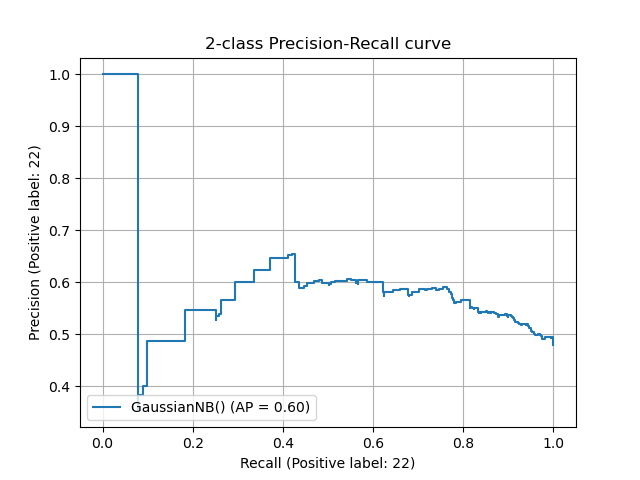 2-class Precision-Recall curve
1.0
0.9
0.8
0.7
0.6
0.5
0.4
Precision (Positive label: 22)
GaussianNB() (AP = 0.60)
0.0 0.2 0.4 0.6 0.8 1.0
Recall (Positive label: 22)